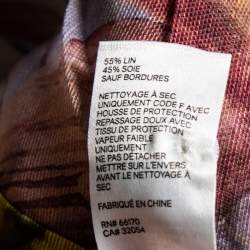 55% LIN
45% SOIE
SAUF BORDURES
NETTOYAGE À SEC
UNIQUEMENT CODE F AVEC
HOUSSE DE PROTECTION
REPASSAGE DOUX AVEC
TISSU DE PROTECTION
VAPEUR FAIBLE
UNIQUEMENT
NE PAS DÉTACHER
METTRE SUR L'ENVERS
AVANT LE NETTOYAGE À
SEC
FABRIQUÉ EN CHINE
RN# 66170
CA# 32054